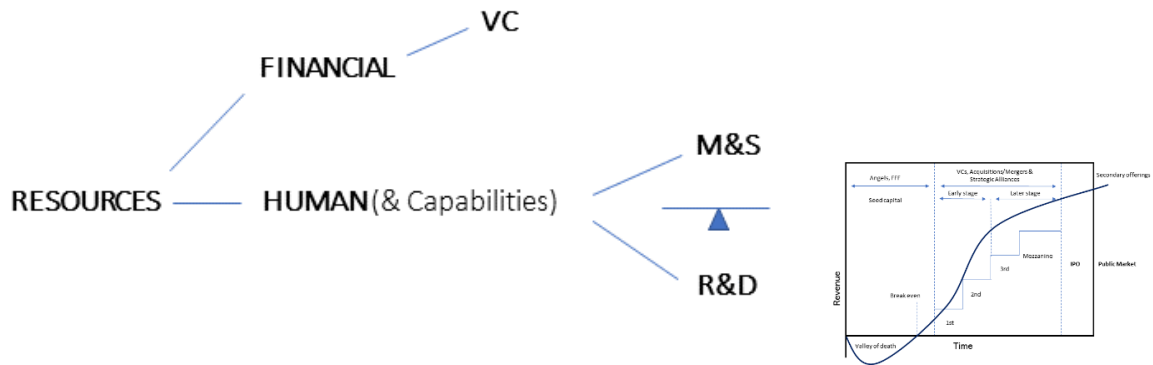 VC
FINANCIAL
M&S
RESOURCES
HUMAN (& Capabilities)
R&D
Angels, FFF
VCs, Acquisitions/Mergers &
Strategic Alliances
Secondary offerings
Early stage
Later stage
Seed capital
Mezzanine
3rd
IPO
Public Market
Revenue
Break even
2nd
1st
Valley of death
Time